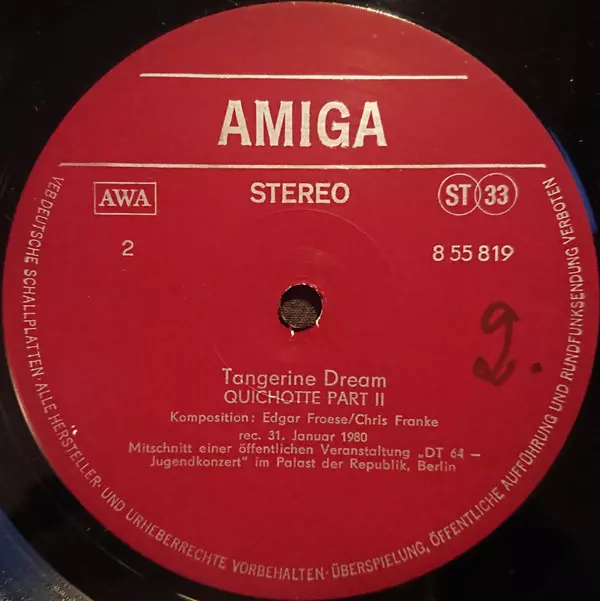 AMIGA
AWA
STEREO
ST 33
2
8 55 819
Tangerine Dream
QUICHOTTE PART II
Komposition: Edgar Froese/Chris Franke
rec. 31. Januar 1980
Mitschnitt einer öffentlichen Veranstaltung „DT 64 –
Jugendkonzert" im Palast der Republik, Berlin
VEB DEUTSCHE SCHALLPLATTEN · ALLE HERSTELLER- UND URHEBERRECHTE VORBEHALTEN · ÜBERSPIELUNG, ÖFFENTLICHE AUFFÜHRUNG UND RUNDFUNKSENDUNG VERBOTEN